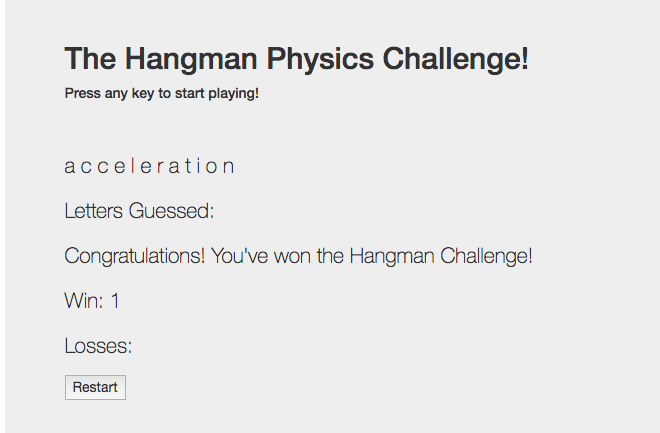 The Hangman Physics Challenge!
Press any key to start playing!
a c c e l e r a t i o n
Letters Guessed:
Congratulations! You've won the Hangman Challenge!
Win: 1
Losses:
Restart